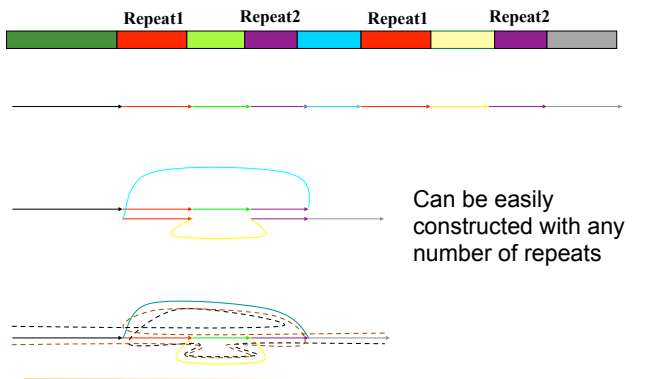 Repeat1 Repeat2 Repeat1 Repeat2
Can be easily
constructed with any
number of repeats